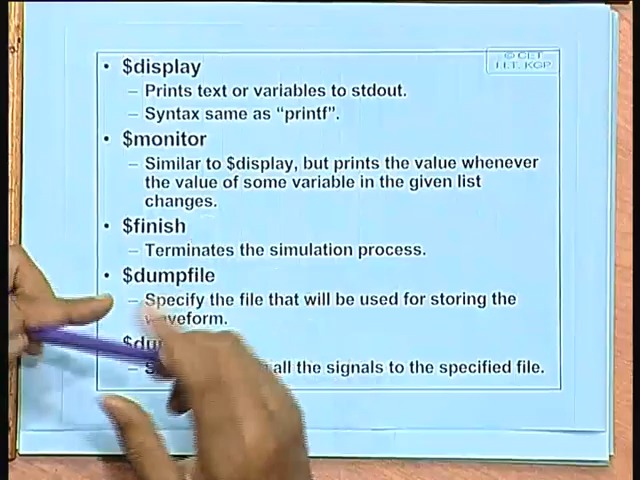 © CET
I.I.T. KGP
• $display
– Prints text or variables to stdout.
– Syntax same as “printf”.
• $monitor
– Similar to $display, but prints the value whenever
the value of some variable in the given list
changes.
• $finish
– Terminates the simulation process.
• $dumpfile
– Specify the file that will be used for storing the
waveform.
all the signals to the specified file.